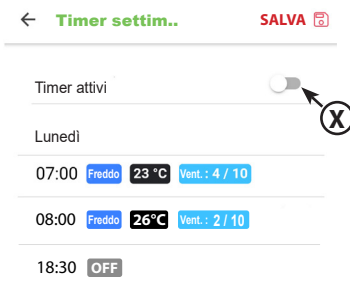 Timer settim..
SALVA
Timer attivi
X
Lunedì
07:00 Freddo 23 °C Vent.: 4 / 10
08:00 Freddo 26°C Vent.: 2 / 10
18:30 OFF